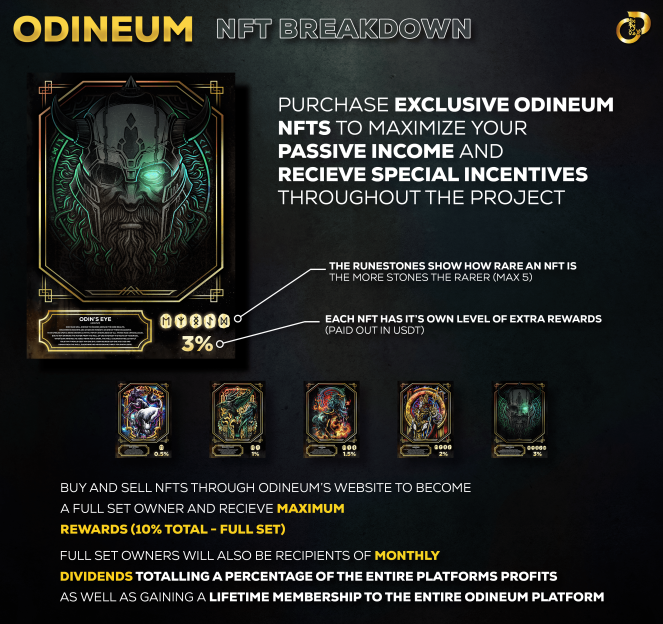 ODINEUM NFT BREAKDOWN
PURCHASE EXCLUSIVE ODINEUM
NFTS TO MAXIMIZE YOUR
PASSIVE INCOME AND
RECIEVE SPECIAL INCENTIVES
THROUGHOUT THE PROJECT
THE RUNESTONES SHOW HOW RARE AN NFT IS
THE MORE STONES THE RARER (MAX 5)
ODIN'S EYE
EACH NFT HAS IT'S OWN LEVEL OF EXTRA REWARDS
(PAID OUT IN USDT)
3%
0.5%
1%
1.5%
2%
3%
BUY AND SELL NFTS THROUGH ODINEUM'S WEBSITE TO BECOME
A FULL SET OWNER AND RECIEVE MAXIMUM
REWARDS (10% TOTAL - FULL SET)
FULL SET OWNERS WILL ALSO BE RECIPIENTS OF MONTHLY
DIVIDENDS TOTALLING A PERCENTAGE OF THE ENTIRE PLATFORMS PROFITS
AS WELL AS GAINING A LIFETIME MEMBERSHIP TO THE ENTIRE ODINEUM PLATFORM